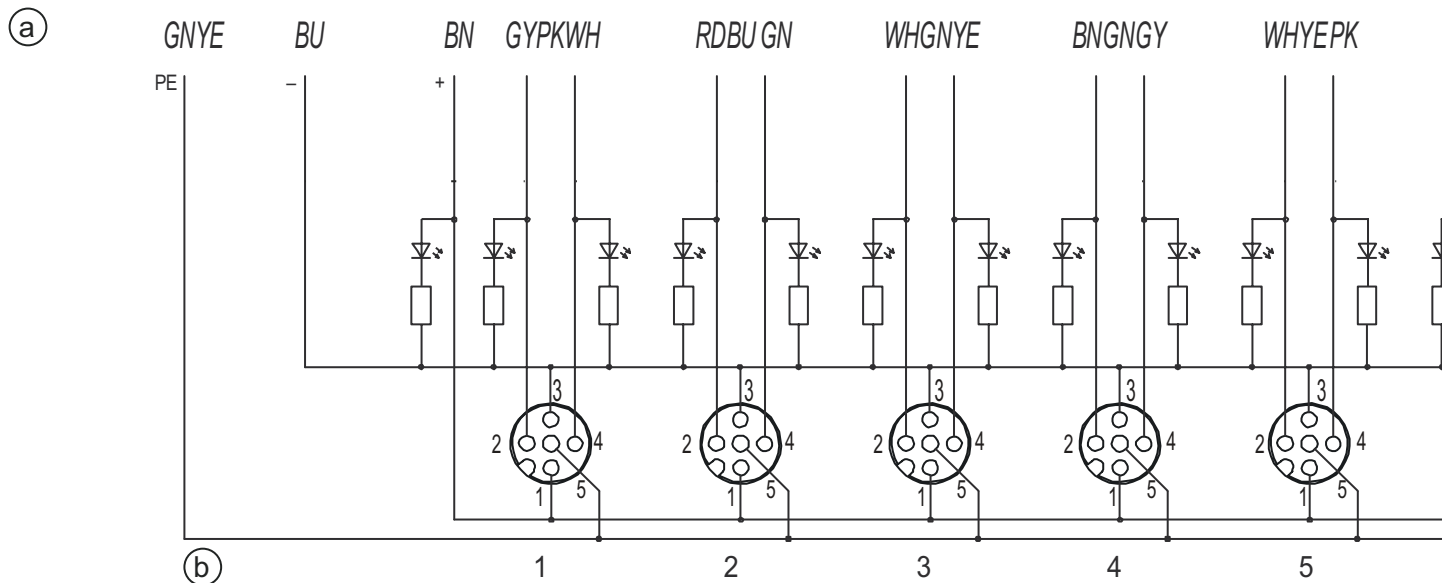 a
GNYE BU BN GYPKWH RDBU GN WHGNYE BNGNGY WHYEPK
PE – +
3 3 3 3 3
2 4 2 4 2 4 2 4 2 4
1 5 1 5 1 5 1 5 1 5
b 1 2 3 4 5